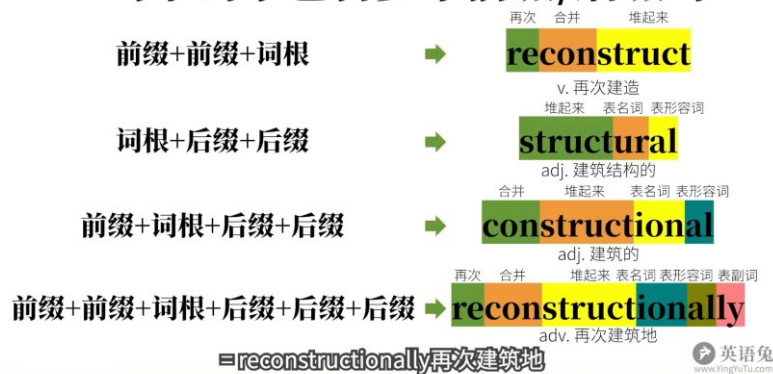 再次 合并 堆起来
前缀+前缀+词根 reconstruct
v. 再次建造
堆起来 表名词 表形容词
词根+后缀+后缀 structural
adj. 建筑结构的
合并 堆起来 表名词 表形容词
前缀+词根+后缀+后缀 constructional
adj. 建筑的
再次 合并 堆起来 表名词 表形容词 表副词
前缀+前缀+词根+后缀+后缀+后缀 reconstructionally
adv. 再次建筑地
=reconstructionally再次建筑地
英语兔
www.YingYuTu.com